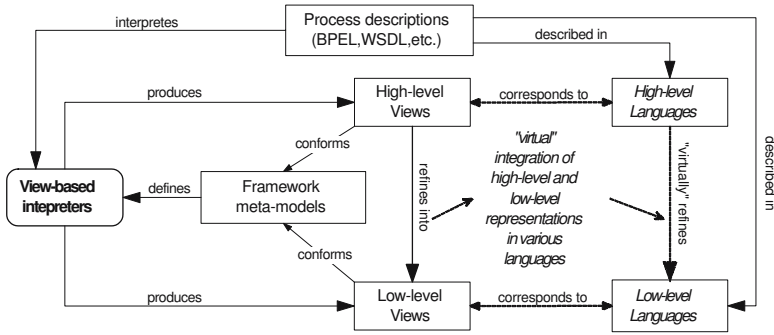 interpretes
Process descriptions
(BPEL,WSDL,etc.)
described in
produces
High-level
Views
corresponds to
High-level
Languages
conforms
"virtual"
integration of
high-level and
low-level
representations
in various
languages
refines into
"virtually" refines
described in
View-based
intepreters
defines
Framework
meta-models
conforms
produces
Low-level
Views
corresponds to
Low-level
Languages